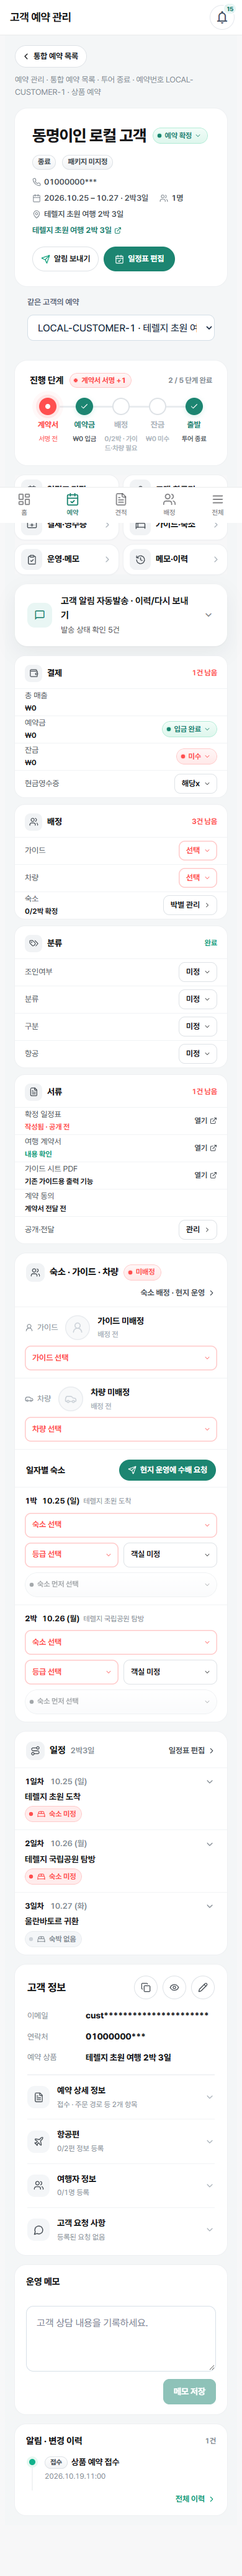 고객 예약 관리
15
통합 예약 목록
예약 관리 · 통합 예약 목록 · 투어 종료 · 예약번호 LOCAL-
CUSTOMER-1 · 상품 예약
동명이인 로컬 고객
예약 확정
종료
패키지 미지정
01000000***
2026.10.25 – 10.27 · 2박3일
1명
테렐지 초원 여행 2박 3일
테렐지 초원 여행 2박 3일
알림 보내기
일정표 편집
같은 고객의 예약
LOCAL-CUSTOMER-1 · 테렐지 초원 여
진행 단계
계약서 서명 +1
2 / 5 단계 완료
계약서
예약금
배정
잔금
출발
서명 전
₩0 입금
0/2박 · 가이드·차량 필요
₩0 미수
투어 종료
홈
예약
견적
배정
전체
결제·영수증
가이드·숙소
운영·메모
메모·이력
고객 알림 자동발송 · 이력/다시 보내
기
발송 상태 확인 5건
결제
1건 남음
총 매출
₩0
예약금
₩0
입금 완료
잔금
₩0
미수
현금영수증
해당x
배정
3건 남음
가이드
선택
차량
선택
숙소
0/2박 확정
박별 관리
분류
완료
조인여부
미정
분류
미정
구분
미정
항공
미정
서류
1건 남음
확정 일정표
작성됨 · 공개 전
열기
여행 계약서
내용 확인
열기
가이드 시트 PDF
기존 가이드용 출력 기능
열기
계약 동의
계약서 전달 전
공개·전달
관리
숙소 · 가이드 · 차량
미배정
숙소 배정 · 현지 운영
가이드
가이드 미배정
배정 전
가이드 선택
차량
차량 미배정
배정 전
차량 선택
일자별 숙소
현지 운영에 수배 요청
1박 10.25 (일) 테렐지 초원 도착
숙소 선택
등급 선택
객실 미정
숙소 먼저 선택
2박 10.26 (월) 테렐지 국립공원 탐방
숙소 선택
등급 선택
객실 미정
숙소 먼저 선택
일정 2박3일
일정표 편집
1일차 10.25 (일)
테렐지 초원 도착
숙소 미정
2일차 10.26 (월)
테렐지 국립공원 탐방
숙소 미정
3일차 10.27 (화)
울란바토르 귀환
숙박 없음
고객 정보
이메일
cust**********************
연락처
01000000***
예약 상품
테렐지 초원 여행 2박 3일
예약 상세 정보
접수 · 주문 경로 등 2개 항목
항공편
0/2편 정보 등록
여행자 정보
0/1명 등록
고객 요청 사항
등록된 요청 없음
운영 메모
고객 상담 내용을 기록하세요.
메모 저장
알림 · 변경 이력
1건
접수
상품 예약 접수
2026.10.19.11:00
전체 이력